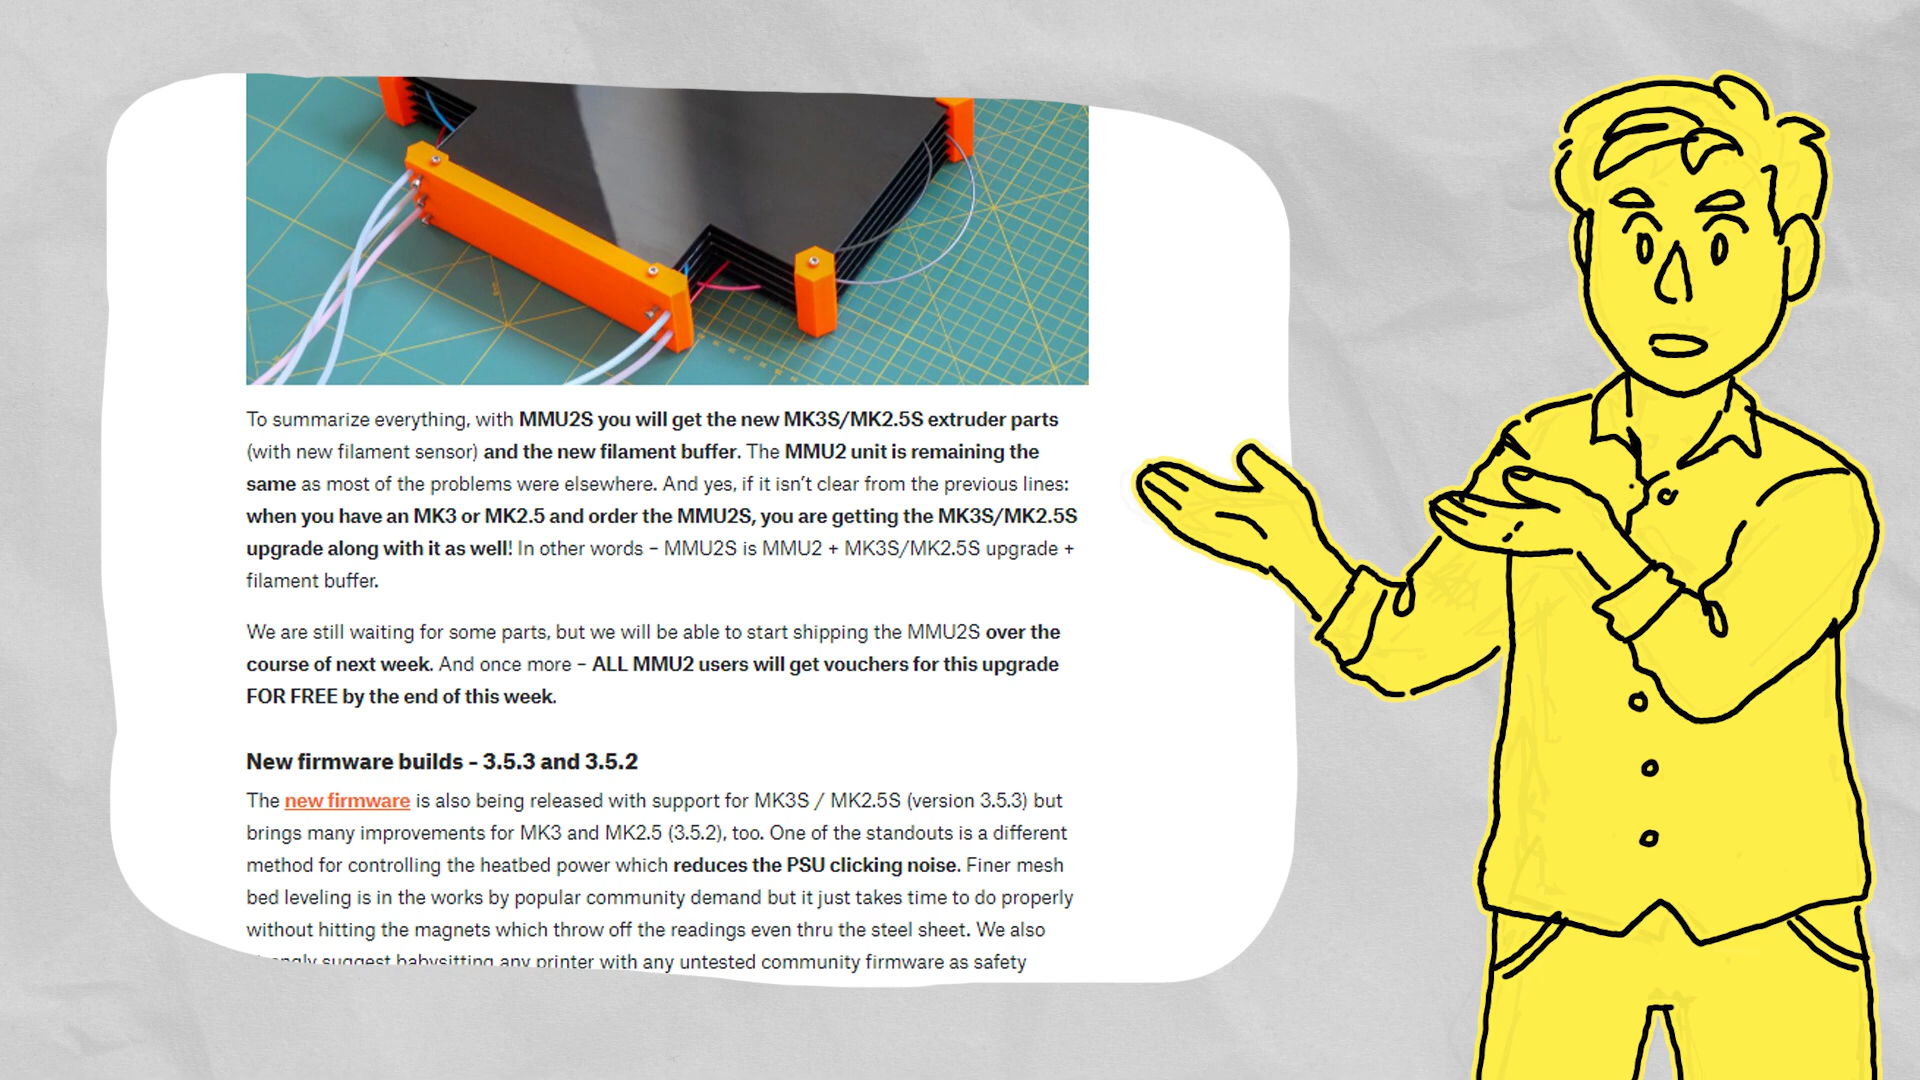 To summarize everything, with MMU2S you will get the new MK3S/MK2.5S extruder parts
(with new filament sensor) and the new filament buffer. The MMU2 unit is remaining the
same as most of the problems were elsewhere. And yes, if it isn’t clear from the previous lines:
when you have an MK3 or MK2.5 and order the MMU2S, you are getting the MK3S/MK2.5S
upgrade along with it as well! In other words – MMU2S is MMU2 + MK3S/MK2.5S upgrade +
filament buffer.
We are still waiting for some parts, but we will be able to start shipping the MMU2S over the
course of next week. And once more – ALL MMU2 users will get vouchers for this upgrade
FOR FREE by the end of this week.
New firmware builds – 3.5.3 and 3.5.2
The new firmware is also being released with support for MK3S / MK2.5S (version 3.5.3) but
brings many improvements for MK3 and MK2.5 (3.5.2), too. One of the standouts is a different
method for controlling the heatbed power which reduces the PSU clicking noise. Finer mesh
bed leveling is in the works by popular community demand but it just takes time to do properly
without hitting the magnets which throw off the readings even thru the steel sheet. We also
suggest babysitting any printer with any untested community firmware as safety